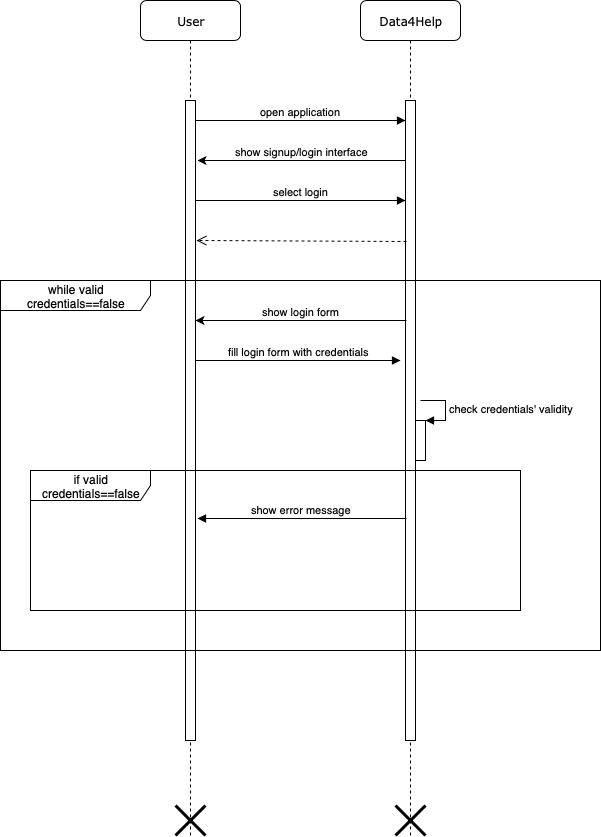 User
Data4Help
open application
show signup/login interface
select login
while valid
credentials==false
show login form
fill login form with credentials
check credentials' validity
if valid
credentials==false
show error message